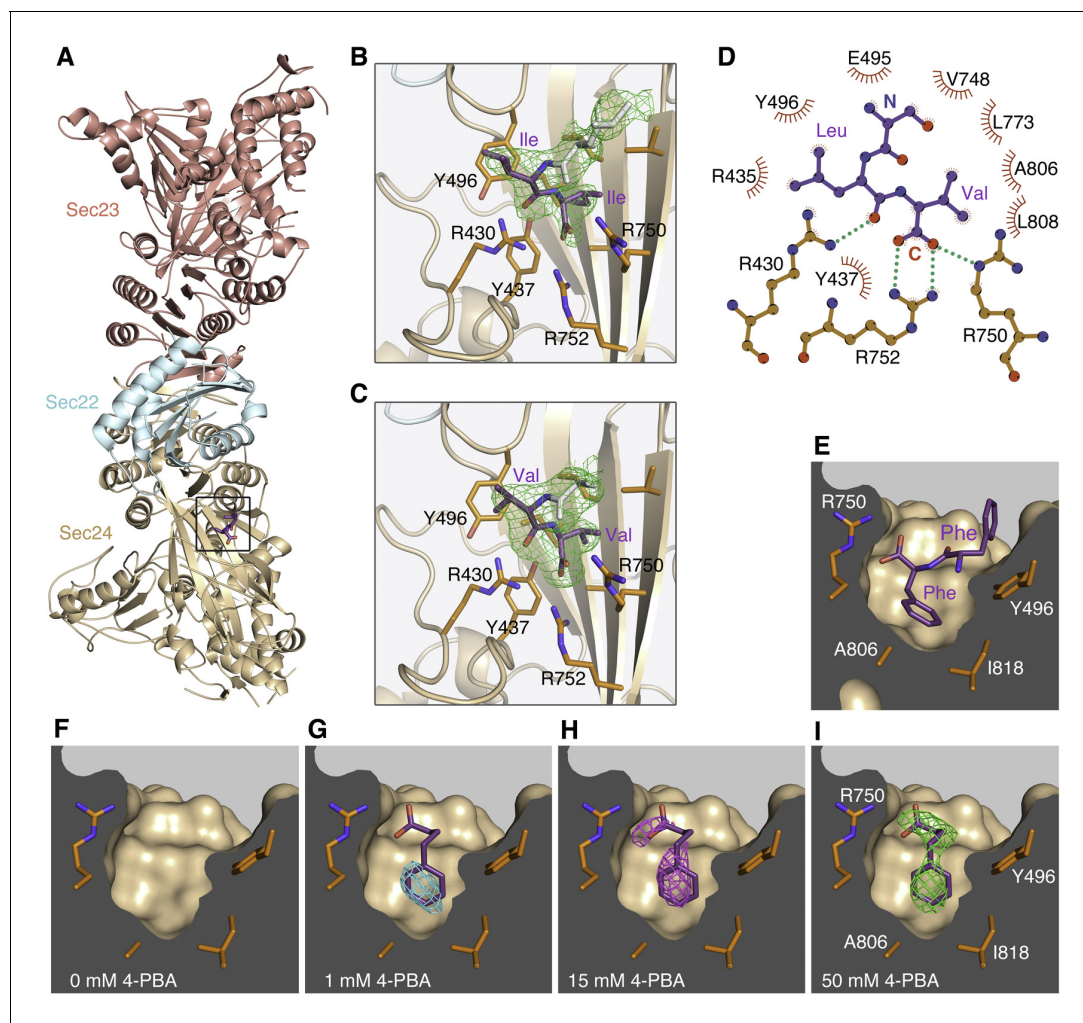 A
Sec23
Sec22
Sec24
B
Ile
Y496
Ile
R430
R750
Y437
R752
C
Val
Y496
Val
R430
R750
Y437
R752
D
E495
V748
Y496
N
L773
Leu
R435
A806
Val
L808
R430
Y437
C
R752
R750
E
R750
Phe
Phe
Y496
A806
I818
F
0 mM 4-PBA
G
1 mM 4-PBA
H
15 mM 4-PBA
I
R750
Y496
A806
I818
50 mM 4-PBA